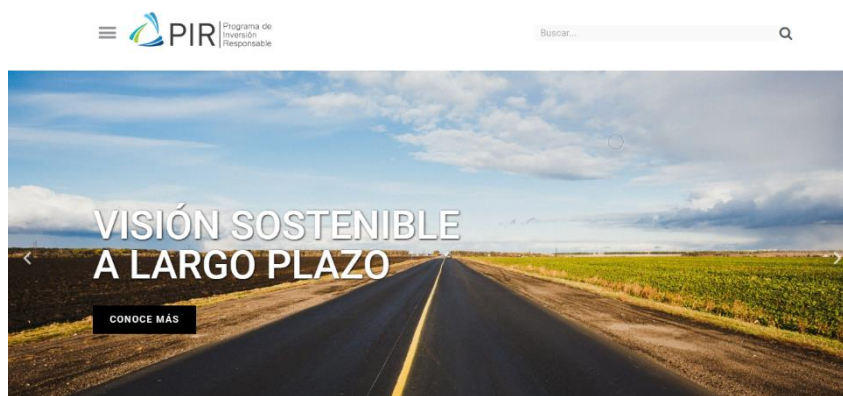 PIR
Programa de
Inversión
Responsable
Buscar...
VISIÓN SOSTENIBLE
A LARGO PLAZO
CONOCE MÁS